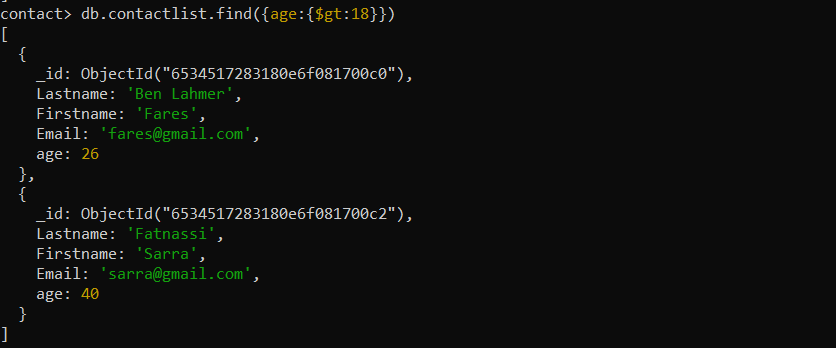 contact> db.contactlist.find({age:{$gt:18}})
[
  {
    _id: ObjectId("6534517283180e6f081700c0"),
    Lastname: 'Ben Lahmer',
    Firstname: 'Fares',
    Email: 'fares@gmail.com',
    age: 26
  },
  {
    _id: ObjectId("6534517283180e6f081700c2"),
    Lastname: 'Fatnassi',
    Firstname: 'Sarra',
    Email: 'sarra@gmail.com',
    age: 40
  }
]